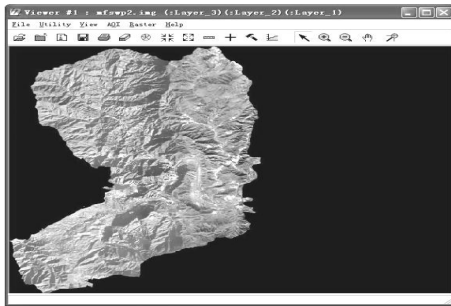 Viewer #1 : mfswp2.img (:Layer_3)(:Layer_2)(:Layer_1)
File Utility View AOI Raster Help